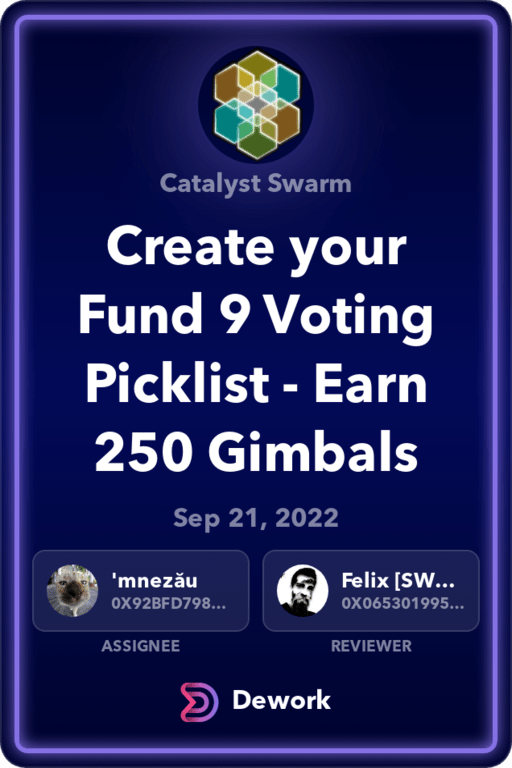 Catalyst Swarm
Create your
Fund 9 Voting
Picklist - Earn
250 Gimbals
Sep 21, 2022
'mnezău
0X92BFD798...
Felix [SW...
0X065301995...
ASSIGNEE
REVIEWER
Dework